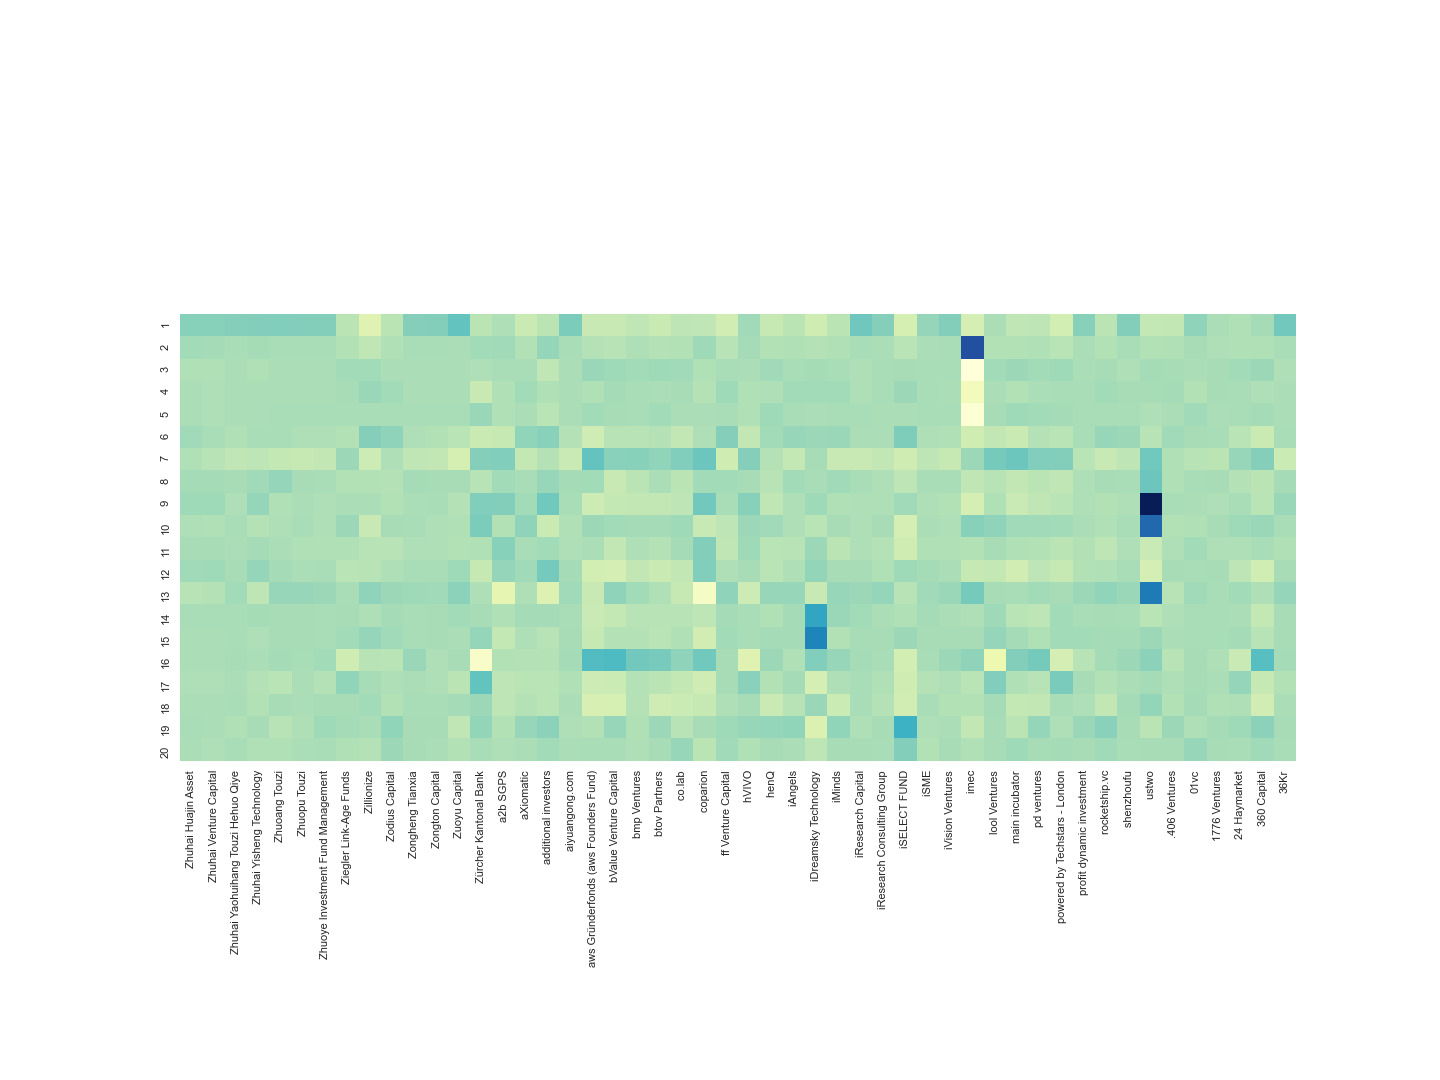 1
2
3
4
5
6
7
8
9
10
11
12
13
14
15
16
17
18
19
20
Zhuhai Huajin Asset
Zhuhai Venture Capital
Zhuhai Yaohuihang Touzi Hehuo Qiye
Zhuhai Yisheng Technology
Zhuoang Touzi
Zhuopu Touzi
Zhuoye Investment Fund Management
Ziegler Link-Age Funds
Zillionize
Zodius Capital
Zongheng Tianxia
Zongton Capital
Zuoyu Capital
Zürcher Kantonal Bank
a2b SGPS
aXiomatic
additional investors
aiyuangong.com
aws Gründerfonds (aws Founders Fund)
bValue Venture Capital
bmp Ventures
btov Partners
co.lab
coparion
ff Venture Capital
hVIVO
henQ
iAngels
iDreamsky Technology
iMinds
iResearch Capital
iResearch Consulting Group
iSELECT FUND
iSME
iVision Ventures
imec
lool Ventures
main incubator
pd ventures
powered by Techstars - London
profit dynamic investment
rocketship.vc
shenzhoufu
ustwo
.406 Ventures
01vc
1776 Ventures
24 Haymarket
360 Capital
36Kr